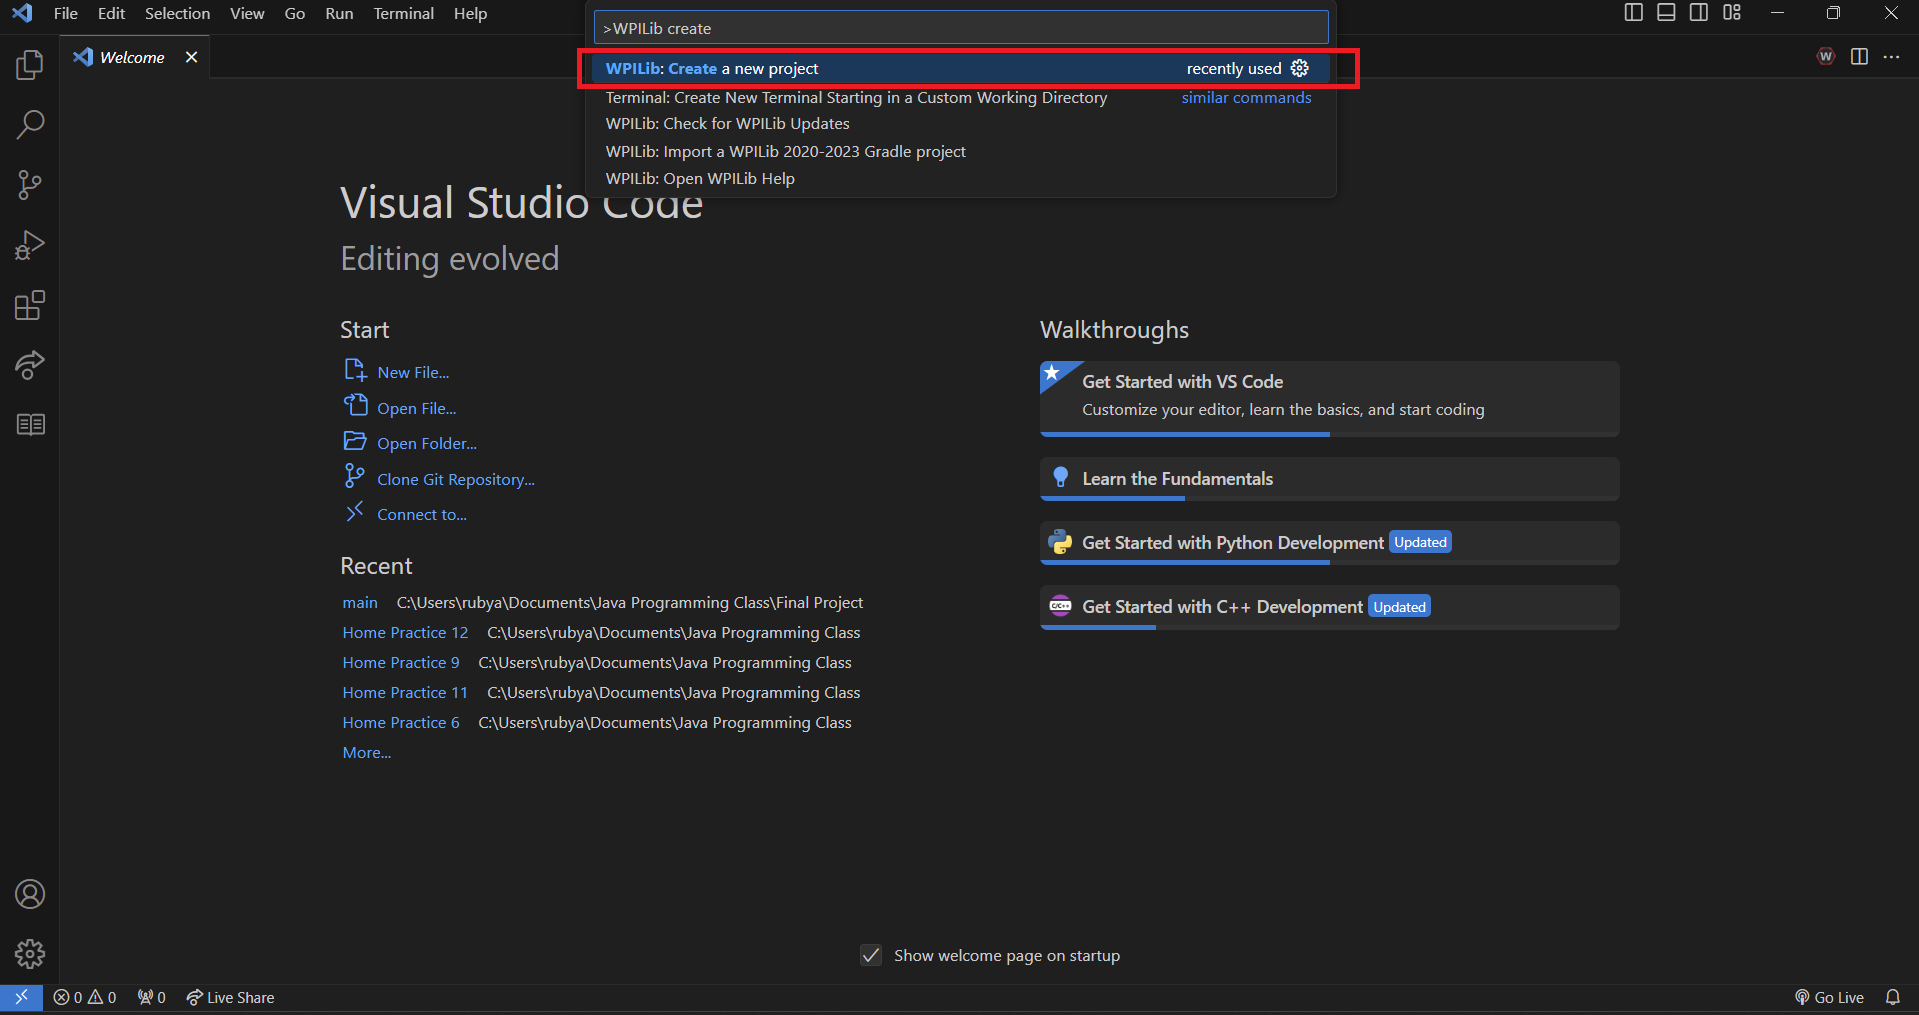 File Edit Selection View Go Run Terminal Help
>WPILib create
Welcome
W
WPILib: Create a new project recently used
Terminal: Create New Terminal Starting in a Custom Working Directory similar commands
WPILib: Check for WPILib Updates
WPILib: Import a WPILib 2020-2023 Gradle project
WPILib: Open WPILib Help
Visual Studio Code
Editing evolved
Start
New File...
Open File...
Open Folder...
Clone Git Repository...
Connect to...
Recent
main C:\Users\rubya\Documents\Java Programming Class\Final Project
Home Practice 12 C:\Users\rubya\Documents\Java Programming Class
Home Practice 9 C:\Users\rubya\Documents\Java Programming Class
Home Practice 11 C:\Users\rubya\Documents\Java Programming Class
Home Practice 6 C:\Users\rubya\Documents\Java Programming Class
More...
Walkthroughs
Get Started with VS Code
Customize your editor, learn the basics, and start coding
Learn the Fundamentals
Get Started with Python Development Updated
C/C++ Get Started with C++ Development Updated
Show welcome page on startup
0 0 0 Live Share Go Live